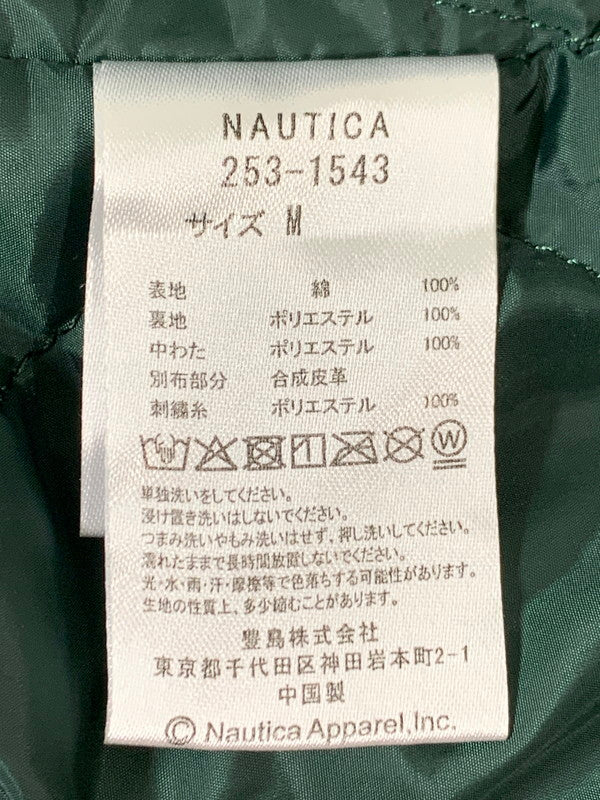 NAUTICA
253-1543
サイズ M
表地 綿 100%
裏地 ポリエステル 100%
中わた ポリエステル 100%
別布部分 合成皮革
刺繍糸 ポリエステル 100%
W
単独洗いをしてください。
浸け置き洗いはしないでください。
つまみ洗いやもみ洗いはせず、押し洗いしてください。
濡れたままで長時間放置しないでください。
光・水・雨・汗・摩擦等で色落ちする可能性があります。
生地の性質上、多少縮むことがあります。
豊島株式会社
東京都千代田区神田岩本町2-1
中国製
© Nautica Apparel,Inc.